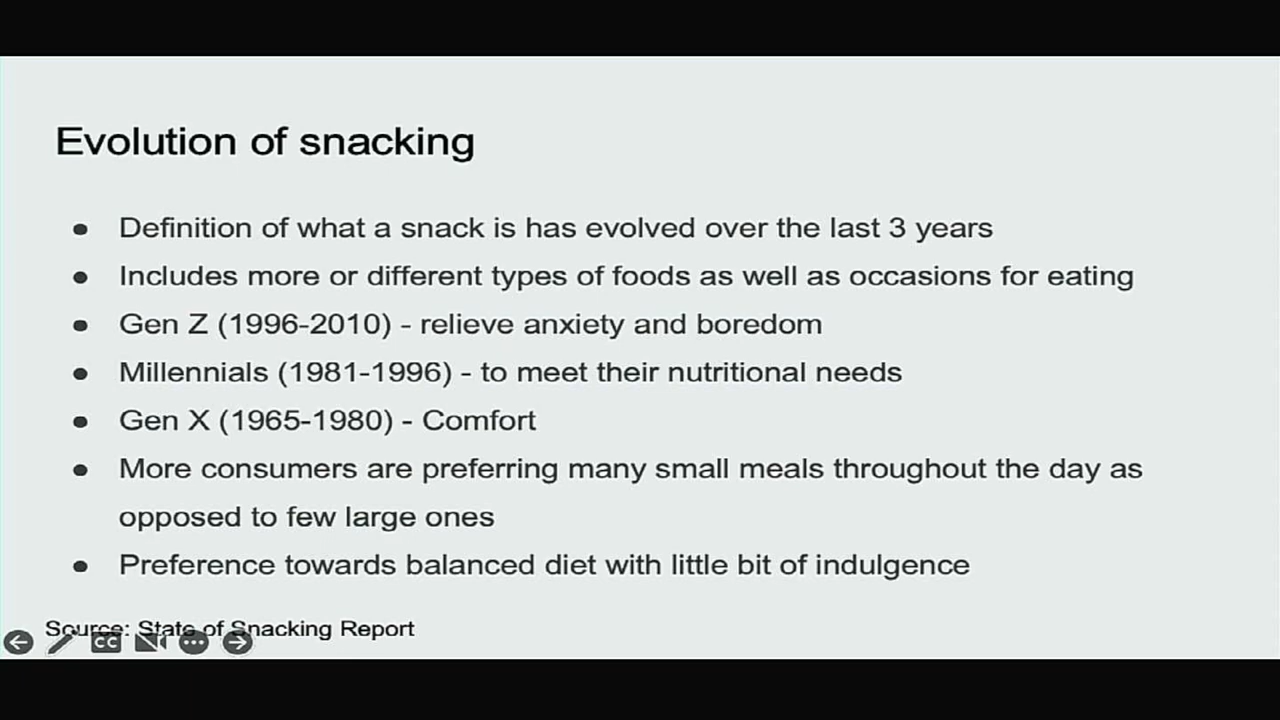 Evolution of snacking
● Definition of what a snack is has evolved over the last 3 years
● Includes more or different types of foods as well as occasions for eating
● Gen Z (1996-2010) - relieve anxiety and boredom
● Millennials (1981-1996) - to meet their nutritional needs
● Gen X (1965-1980) - Comfort
● More consumers are preferring many small meals throughout the day as
opposed to few large ones
● Preference towards balanced diet with little bit of indulgence
Source: State of Snacking Report
CC